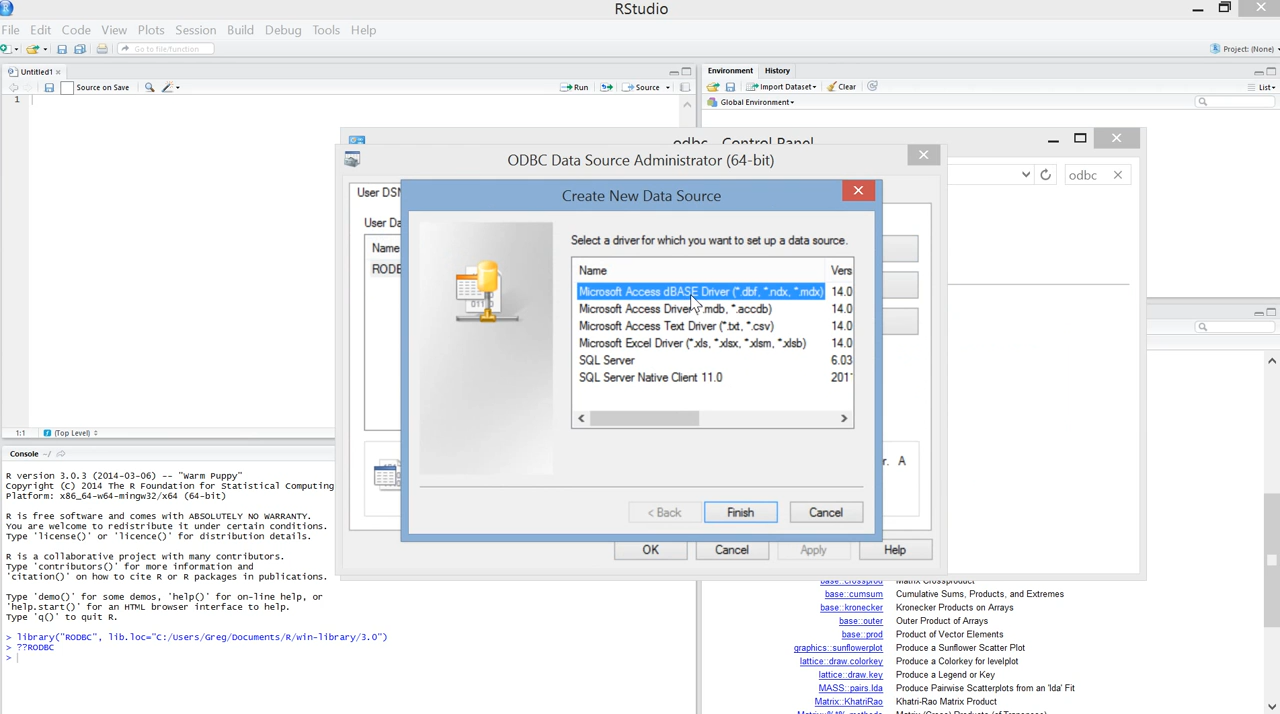 RStudio
File Edit Code View Plots Session Build Debug Tools Help
Go to file/function
Project: (None)
Untitled1
Source on Save
Run
Source
1
1:1
(Top Level)
Environment History
Import Dataset
Clear
List
Global Environment
odbc - Control Panel
odbc
ODBC Data Source Administrator (64-bit)
User DS
User Da
Name
RODB
r. A
OK Cancel Apply Help
Create New Data Source
Select a driver for which you want to set up a data source.
Name Vers
Microsoft Access dBASE Driver (*.dbf, *.ndx, *.mdx) 14.0
Microsoft Access Driver *.mdb, *.accdb) 14.0
Microsoft Access Text Driver (*.txt, *.csv) 14.0
Microsoft Excel Driver (*.xls, *.xlsx, *.xlsm, *.xlsb) 14.0
SQL Server 6.03
SQL Server Native Client 11.0 201
< Back Finish Cancel
Console ~/
R version 3.0.3 (2014-03-06) -- "Warm Puppy"
Copyright (C) 2014 The R Foundation for Statistical Computing
Platform: x86_64-w64-mingw32/x64 (64-bit)
R is free software and comes with ABSOLUTELY NO WARRANTY.
You are welcome to redistribute it under certain conditions.
Type 'license()' or 'licence()' for distribution details.
R is a collaborative project with many contributors.
Type 'contributors()' for more information and
'citation()' on how to cite R or R packages in publications.
Type 'demo()' for some demos, 'help()' for on-line help, or
'help.start()' for an HTML browser interface to help.
Type 'q()' to quit R.
> library("RODBC", lib.loc="C:/Users/Greg/Documents/R/win-library/3.0")
> ??RODBC
>
base::crossprod Matrix Crossproduct
base::cumsum Cumulative Sums, Products, and Extremes
base::kronecker Kronecker Products on Arrays
base::outer Outer Product of Arrays
base::prod Product of Vector Elements
graphics::sunflowerplot Produce a Sunflower Scatter Plot
lattice::draw.colorkey Produce a Colorkey for levelplot
lattice::draw.key Produce a Legend or Key
MASS::pairs.lda Produce Pairwise Scatterplots from an 'lda' Fit
Matrix::KhatriRao Khatri-Rao Matrix Product